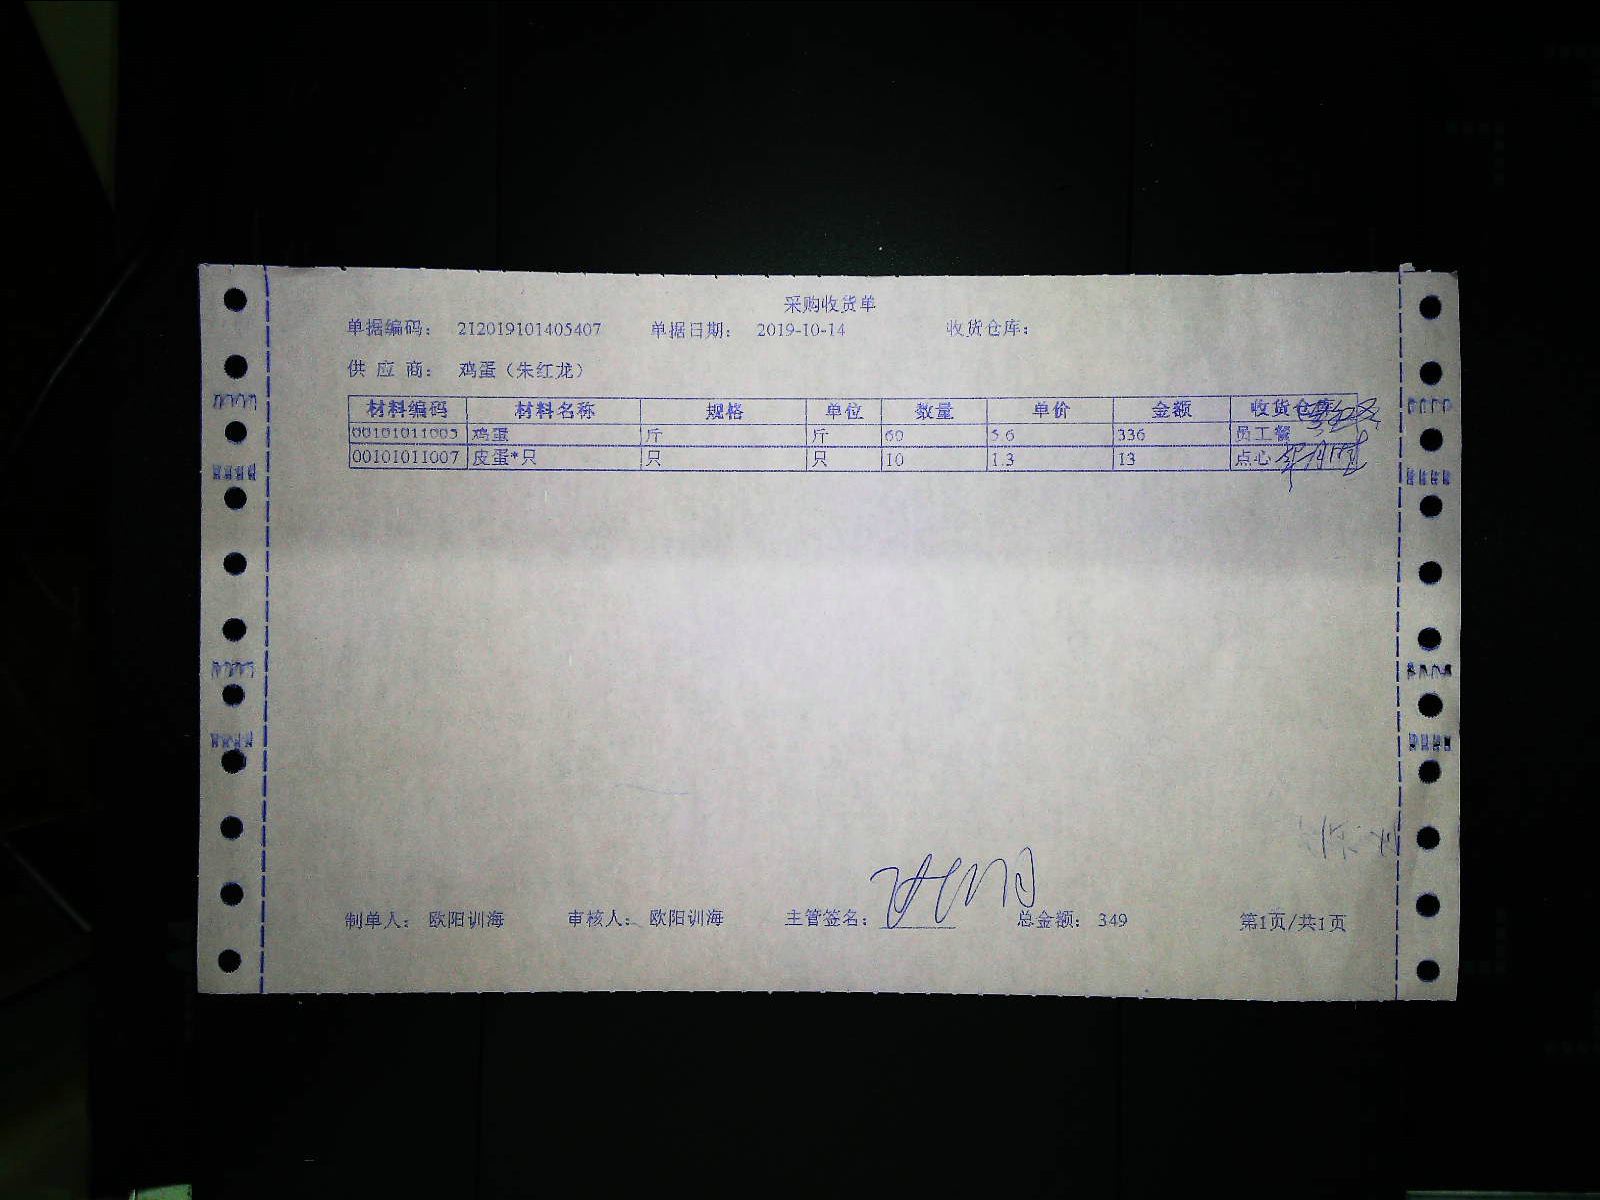 采购收货单
单据编码: 212019101405407 单据日期: 2019-10-14 收货仓库:
供 应 商: 鸡蛋（朱红龙）
材料编码 材料名称 规格 单位 数量 单价 金额 收货仓库
00101011005 鸡蛋 斤 斤 60 5.6 336 员工餐
00101011007 皮蛋*只 只 只 10 1.3 13 点心
制单人: 欧阳训海 审核人: 欧阳训海 主管签名: 总金额: 349 第1页/共1页